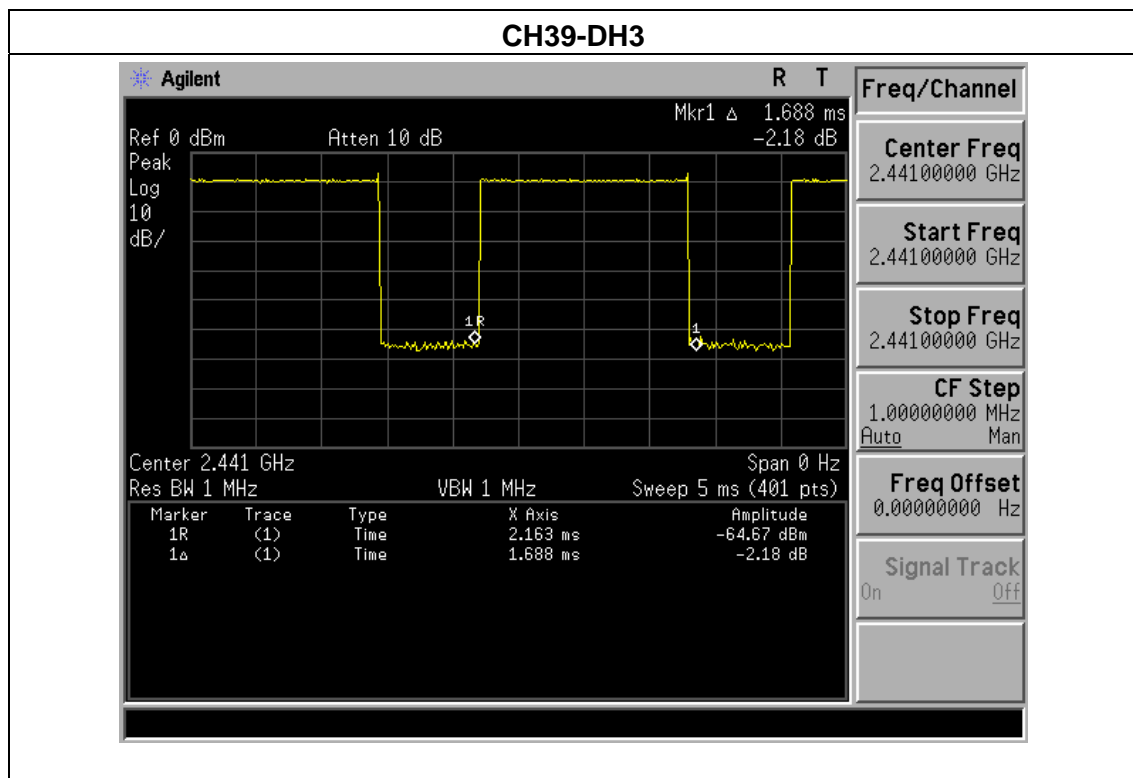 CH39-DH3
Agilent R T
Mkr1 Δ 1.688 ms
Ref 0 dBm Atten 10 dB -2.18 dB
Peak
Log
10
dB/
1R
1
Center 2.441 GHz Span 0 Hz
Res BW 1 MHz VBW 1 MHz Sweep 5 ms (401 pts)
Marker Trace Type X Axis Amplitude
1R (1) Time 2.163 ms -64.67 dBm
1Δ (1) Time 1.688 ms -2.18 dB
Freq/Channel
Center Freq
2.44100000 GHz
Start Freq
2.44100000 GHz
Stop Freq
2.44100000 GHz
CF Step
1.00000000 MHz
Auto Man
Freq Offset
0.00000000 Hz
Signal Track
On Off